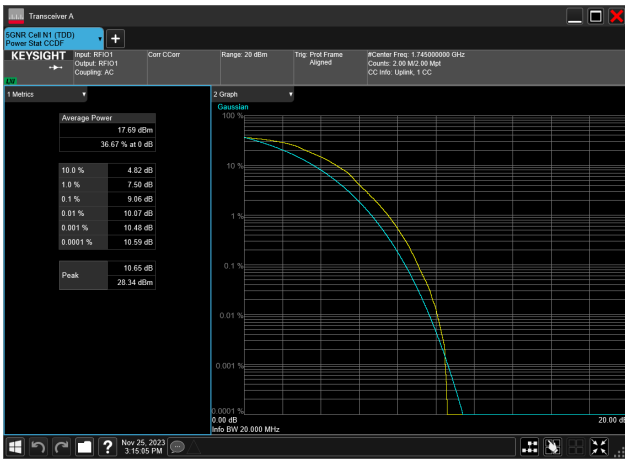 Transceiver A
5GNR Cell N1 (TDD)
Power Stat CCDF
KEYSIGHT
Input: RFIO1
Output: RFIO1
Coupling: AC
Corr CCorr
Range: 20 dBm
Trig: Prot Frame
Aligned
#Center Freq: 1.745000000 GHz
Counts: 2.00 M/2.00 Mpt
CC Info: Uplink, 1 CC
1 Metrics
Average Power
17.69 dBm
36.67 % at 0 dB
10.0 % 4.82 dB
1.0 % 7.50 dB
0.1 % 9.06 dB
0.01 % 10.07 dB
0.001 % 10.48 dB
0.0001 % 10.59 dB
Peak 10.65 dB
28.34 dBm
2 Graph
Gaussian
100 %
10 %
1 %
0.1 %
0.01 %
0.001 %
0.0001 %
0.00 dB 20.00 dB
Info BW 20.000 MHz
Nov 25, 2023
3:15:05 PM